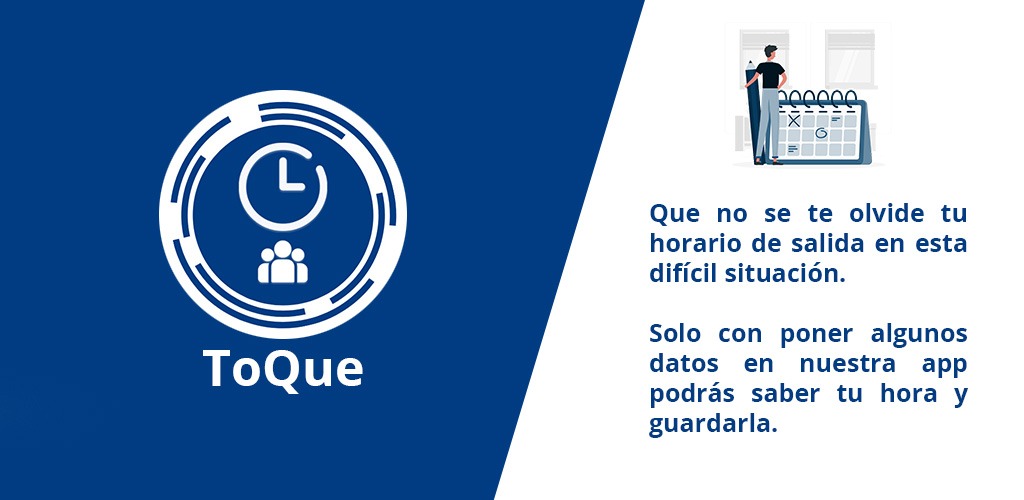 ToQue
Que no se te olvide tu
horario de salida en esta
difícil situación.
Solo con poner algunos
datos en nuestra app
podrás saber tu hora y
guardarla.